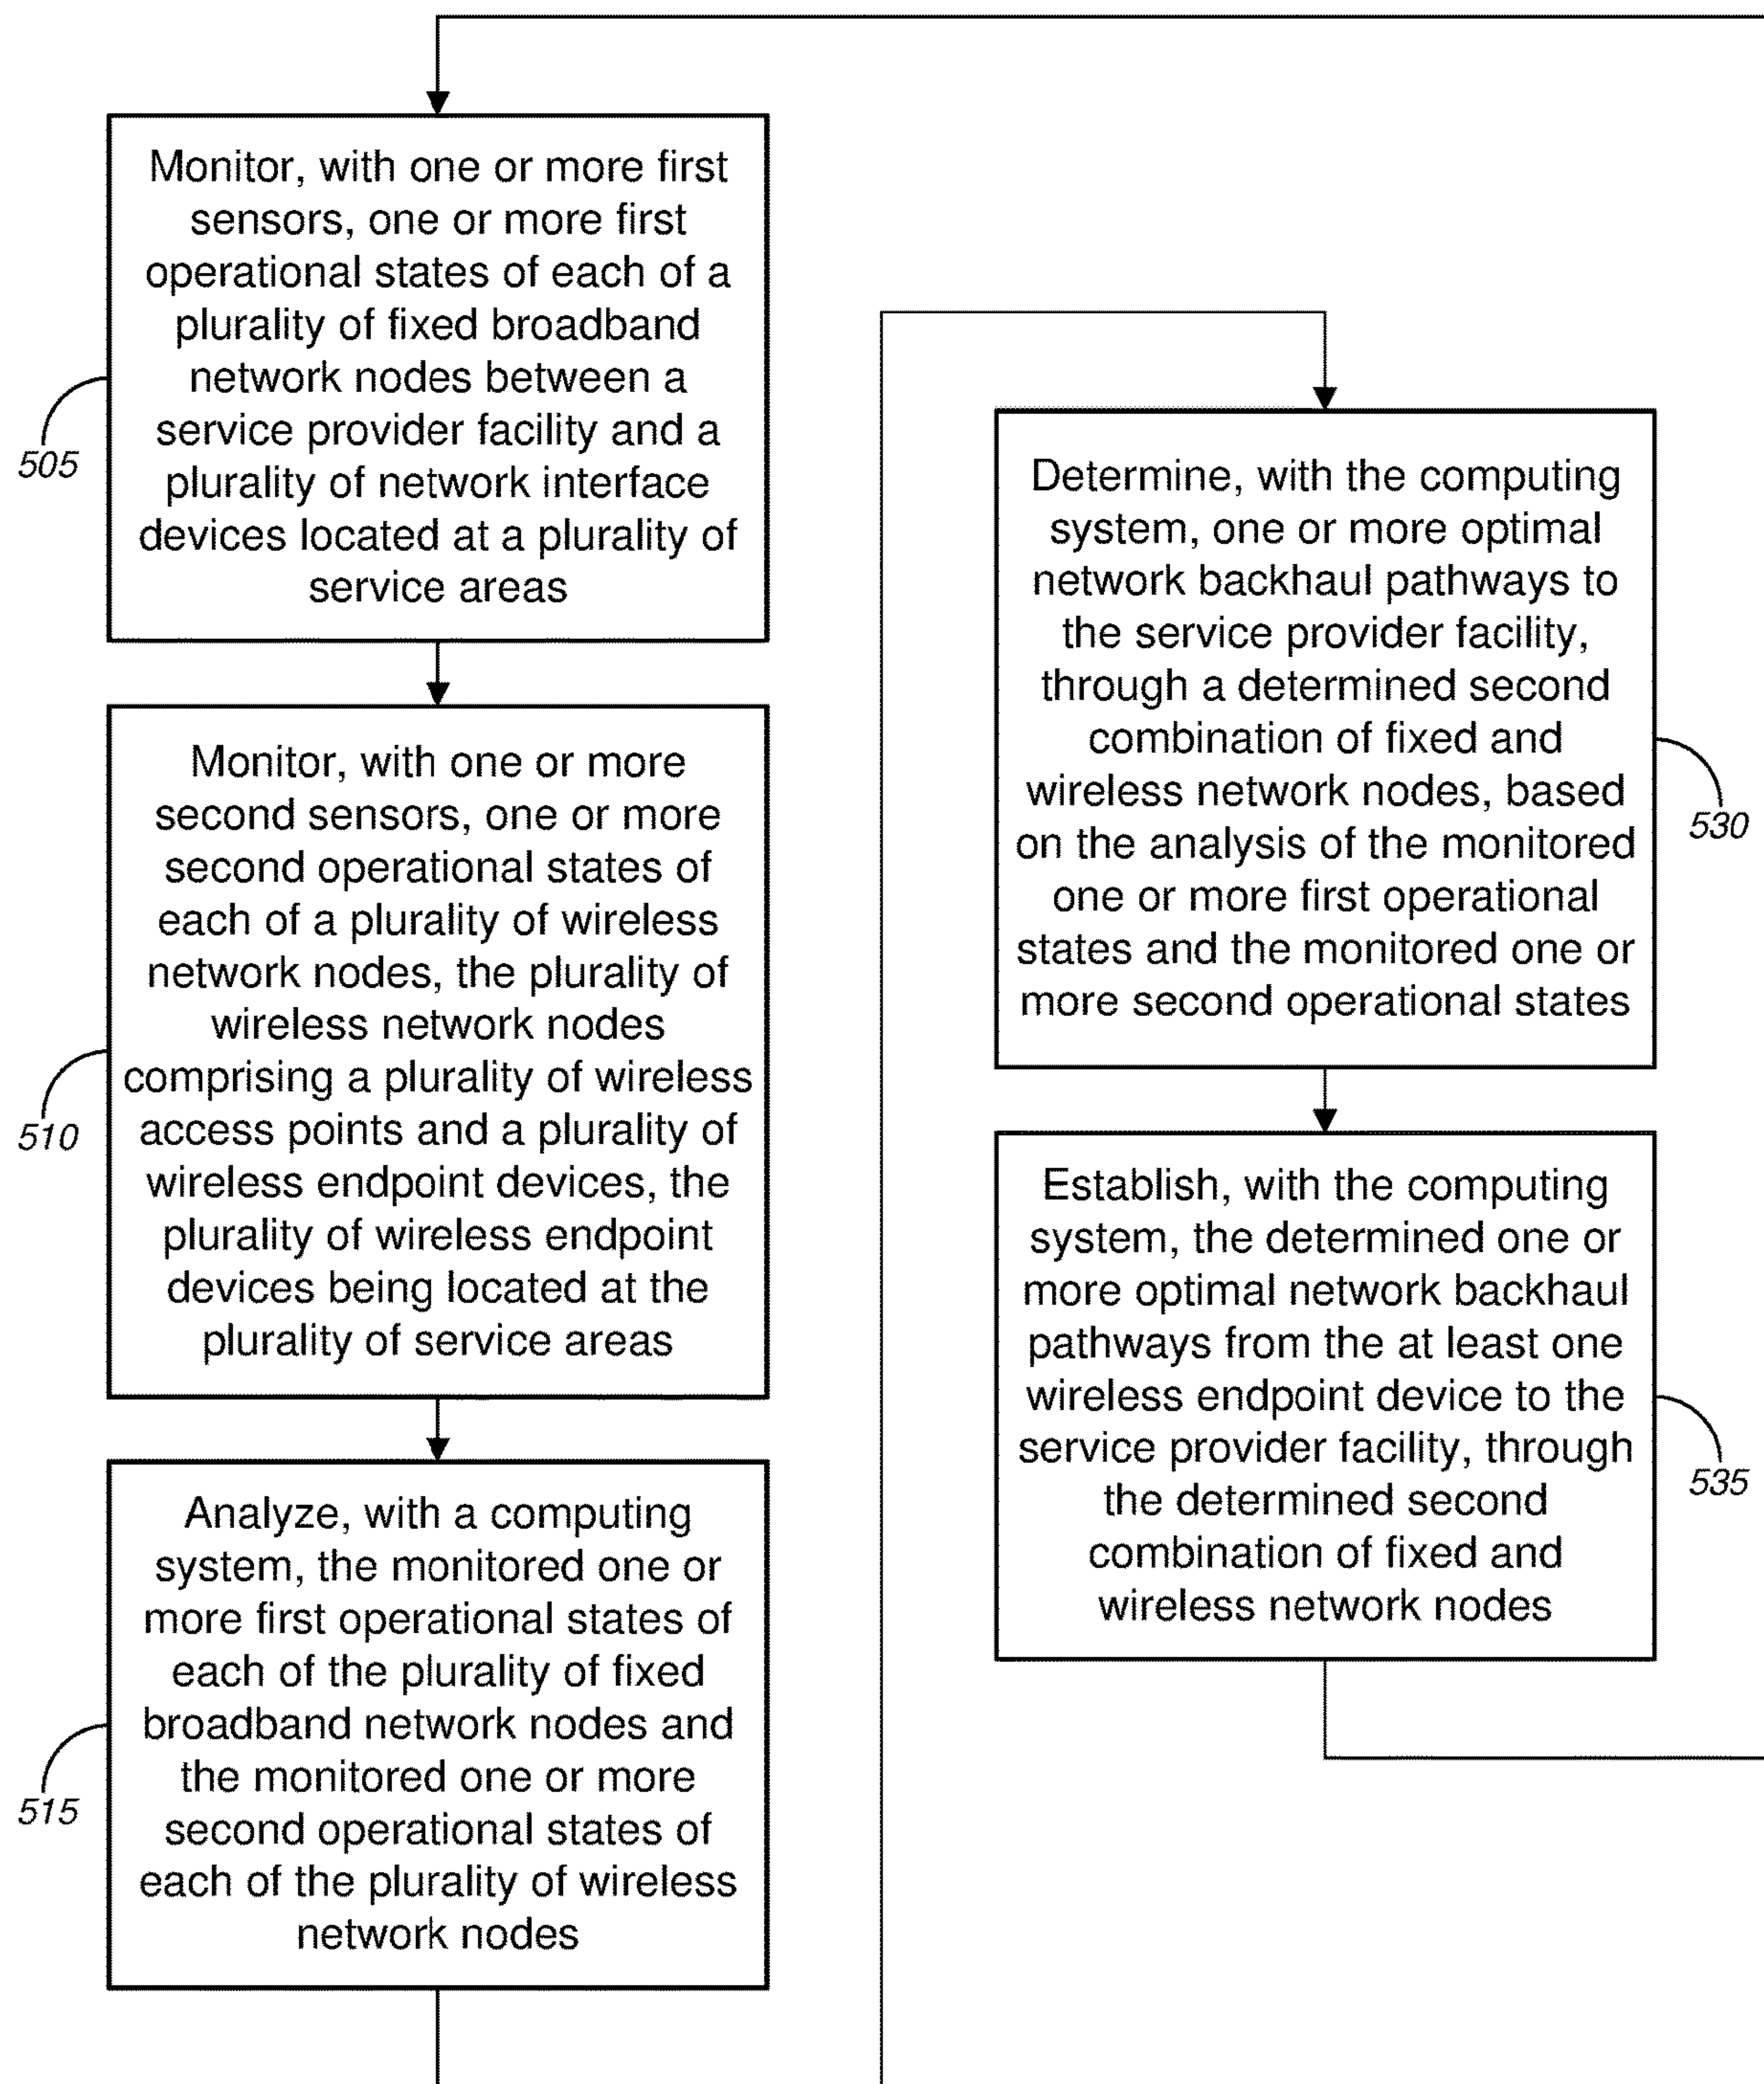 Monitor, with one or more first
sensors, one or more first
operational states of each of a
plurality of fixed broadband
network nodes between a
service provider facility and a
plurality of network interface
devices located at a plurality of
service areas
505
Monitor, with one or more
second sensors, one or more
second operational states of
each of a plurality of wireless
network nodes, the plurality of
wireless network nodes
comprising a plurality of wireless
access points and a plurality of
wireless endpoint devices, the
plurality of wireless endpoint
devices being located at the
plurality of service areas
510
Analyze, with a computing
system, the monitored one or
more first operational states of
each of the plurality of fixed
broadband network nodes and
the monitored one or more
second operational states of
each of the plurality of wireless
network nodes
515
Determine, with the computing
system, one or more optimal
network backhaul pathways to
the service provider facility,
through a determined second
combination of fixed and
wireless network nodes, based
on the analysis of the monitored
one or more first operational
states and the monitored one or
more second operational states
530
Establish, with the computing
system, the determined one or
more optimal network backhaul
pathways from the at least one
wireless endpoint device to the
service provider facility, through
the determined second
combination of fixed and
wireless network nodes
535